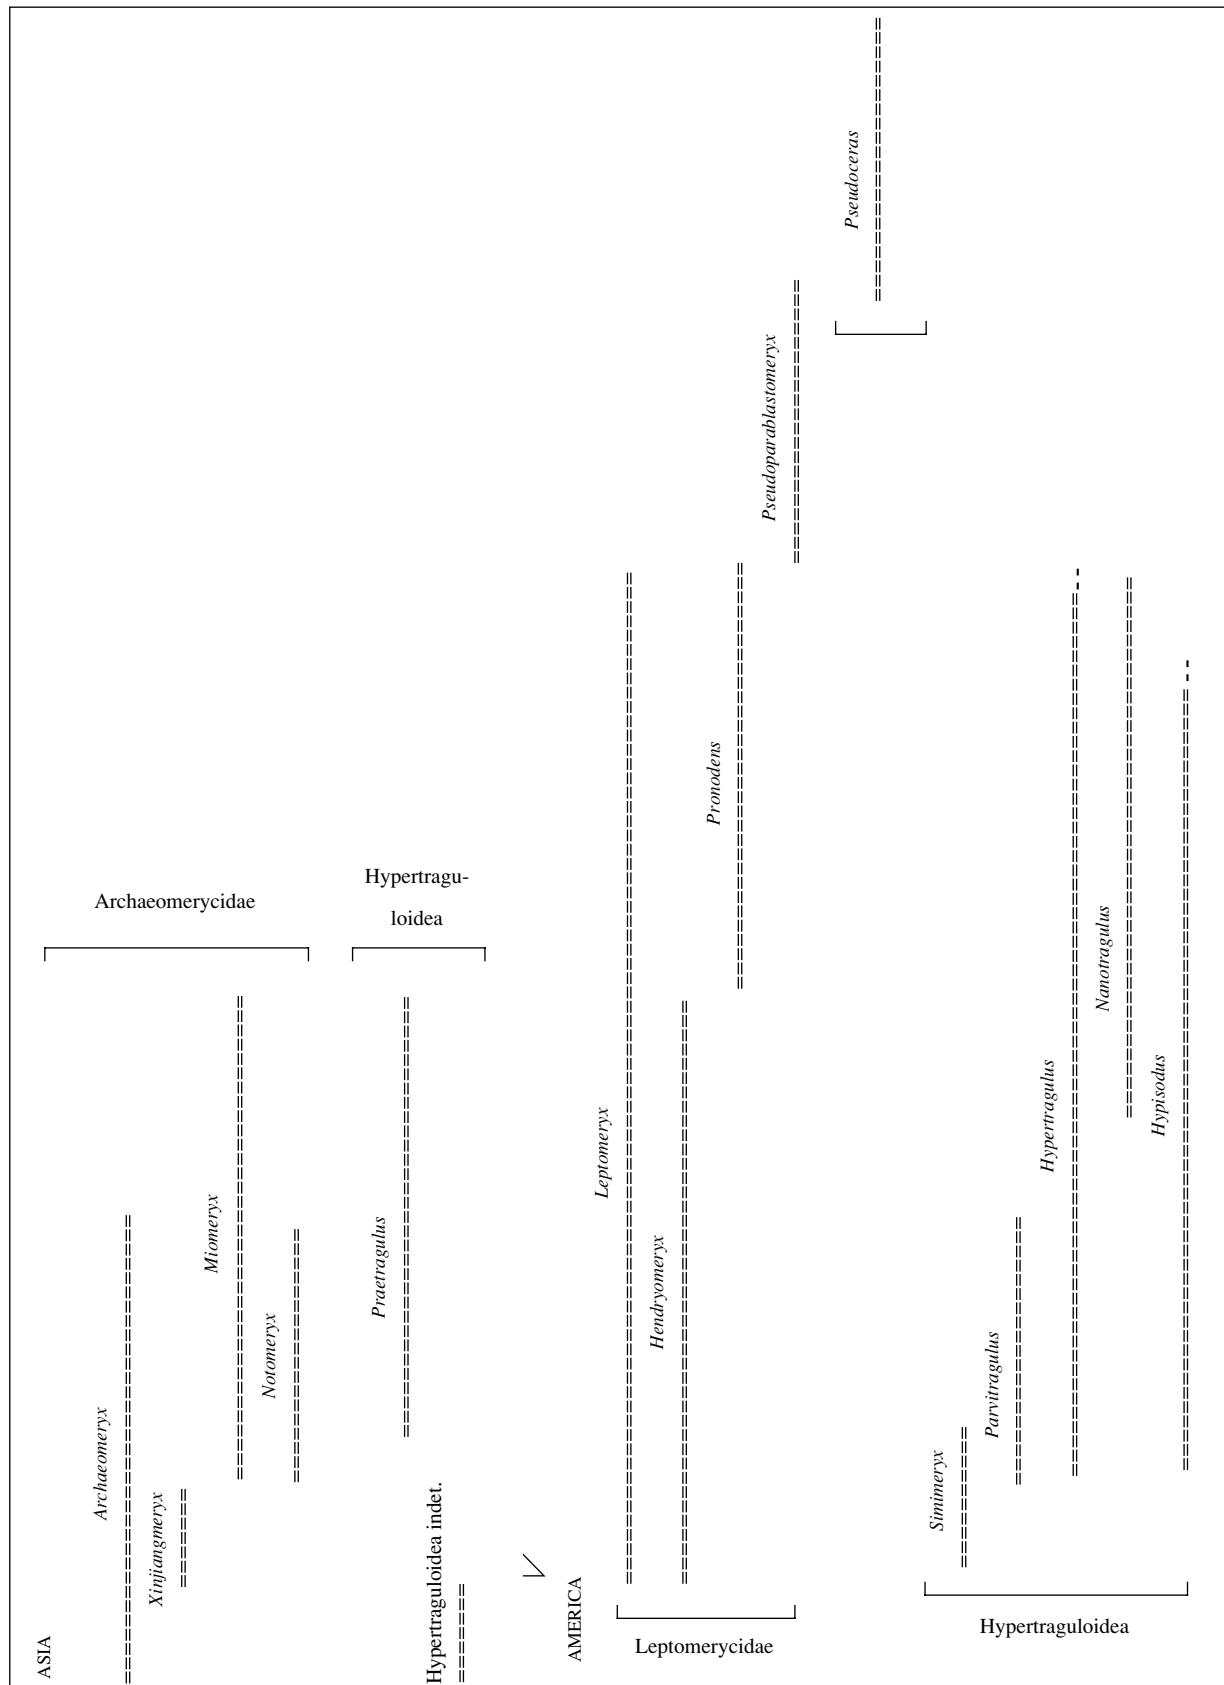 ASIA
Archaeomeryx
Xinjiangmeryx
Miomeryx
Notomeryx
Archaeomerycidae
Praetragulus
Hypertraguloidea indet.
Hypertragu-
loidea
AMERICA
Leptomeryx
Hendryomeryx
Pronodens
Pseudoparablastomeryx
Leptomerycidae
Pseudoceras
Simimeryx
Parvitragulus
Hypertragulus
Nanotragulus
Hypisodus
Hypertraguloidea